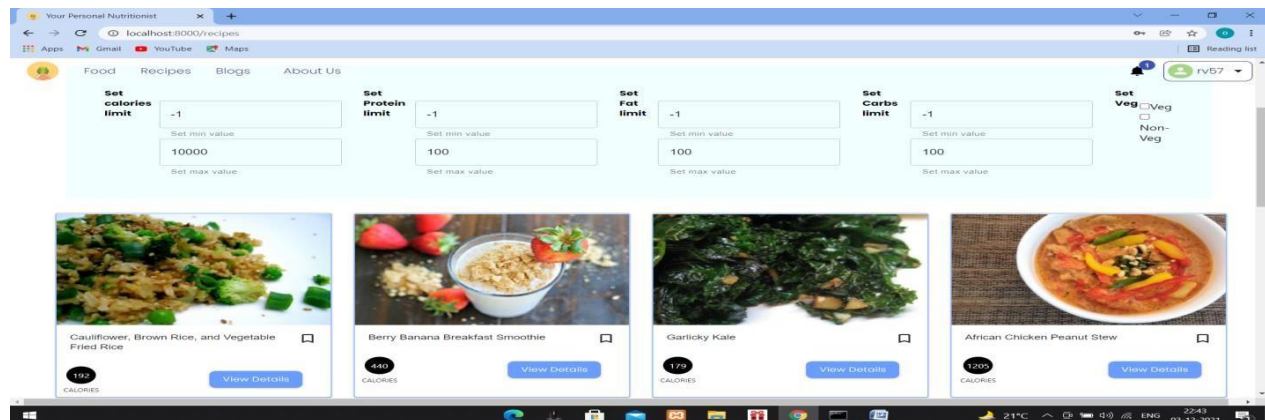 Your Personal Nutritionist
localhost:8000/recipes
Apps Gmail YouTube Maps Reading list
Food Recipes Blogs About Us 1 rv57
Set calories limit
-1
Set min value
10000
Set max value
Set Protein limit
-1
Set min value
100
Set max value
Set Fat limit
-1
Set min value
100
Set max value
Set Carbs limit
-1
Set min value
100
Set max value
Set Veg
Veg
Non-Veg
Cauliflower, Brown Rice, and Vegetable
Fried Rice
192
CALORIES
View Details
Berry Banana Breakfast Smoothie
440
CALORIES
View Details
Garlicky Kale
179
CALORIES
View Details
African Chicken Peanut Stew
1205
CALORIES
View Details
21°C ENG 22:43
03-12-2021